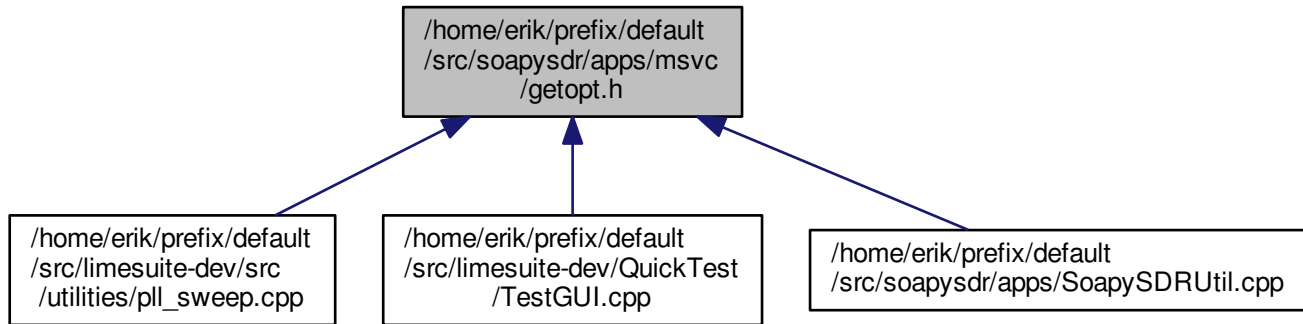 /home/erik/prefix/default
/src/soapysdr/apps/msvc
/getopt.h
/home/erik/prefix/default
/src/limesuite-dev/src
/utilities/pll_sweep.cpp
/home/erik/prefix/default
/src/limesuite-dev/QuickTest
/TestGUI.cpp
/home/erik/prefix/default
/src/soapysdr/apps/SoapySDRUtil.cpp